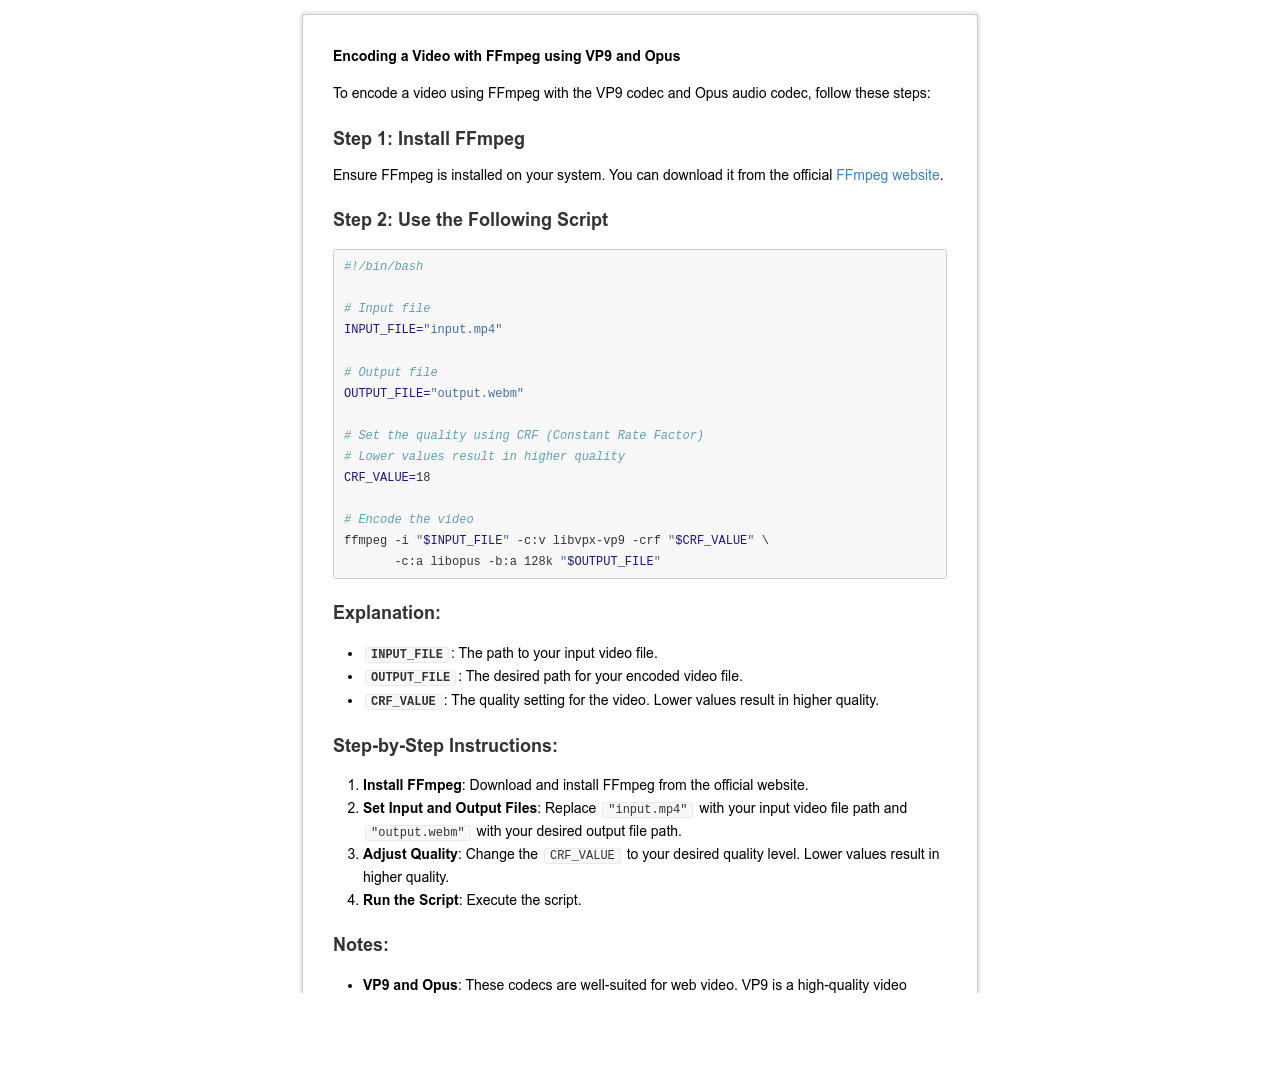 Encoding a Video with FFmpeg using VP9 and Opus
To encode a video using FFmpeg with the VP9 codec and Opus audio codec, follow these steps:
Step 1: Install FFmpeg
Ensure FFmpeg is installed on your system. You can download it from the official FFmpeg website.
Step 2: Use the Following Script
#!/bin/bash
# Input file
INPUT_FILE="input.mp4"
# Output file
OUTPUT_FILE="output.webm"
# Set the quality using CRF (Constant Rate Factor)
# Lower values result in higher quality
CRF_VALUE=18
# Encode the video
ffmpeg -i "$INPUT_FILE" -c:v libvpx-vp9 -crf "$CRF_VALUE" \
       -c:a libopus -b:a 128k "$OUTPUT_FILE"
Explanation:
• INPUT_FILE: The path to your input video file.
• OUTPUT_FILE: The desired path for your encoded video file.
• CRF_VALUE: The quality setting for the video. Lower values result in higher quality.
Step-by-Step Instructions:
1. Install FFmpeg: Download and install FFmpeg from the official website.
2. Set Input and Output Files: Replace "input.mp4" with your input video file path and
"output.webm" with your desired output file path.
3. Adjust Quality: Change the CRF_VALUE to your desired quality level. Lower values result in
higher quality.
4. Run the Script: Execute the script.
Notes:
• VP9 and Opus: These codecs are well-suited for web video. VP9 is a high-quality video